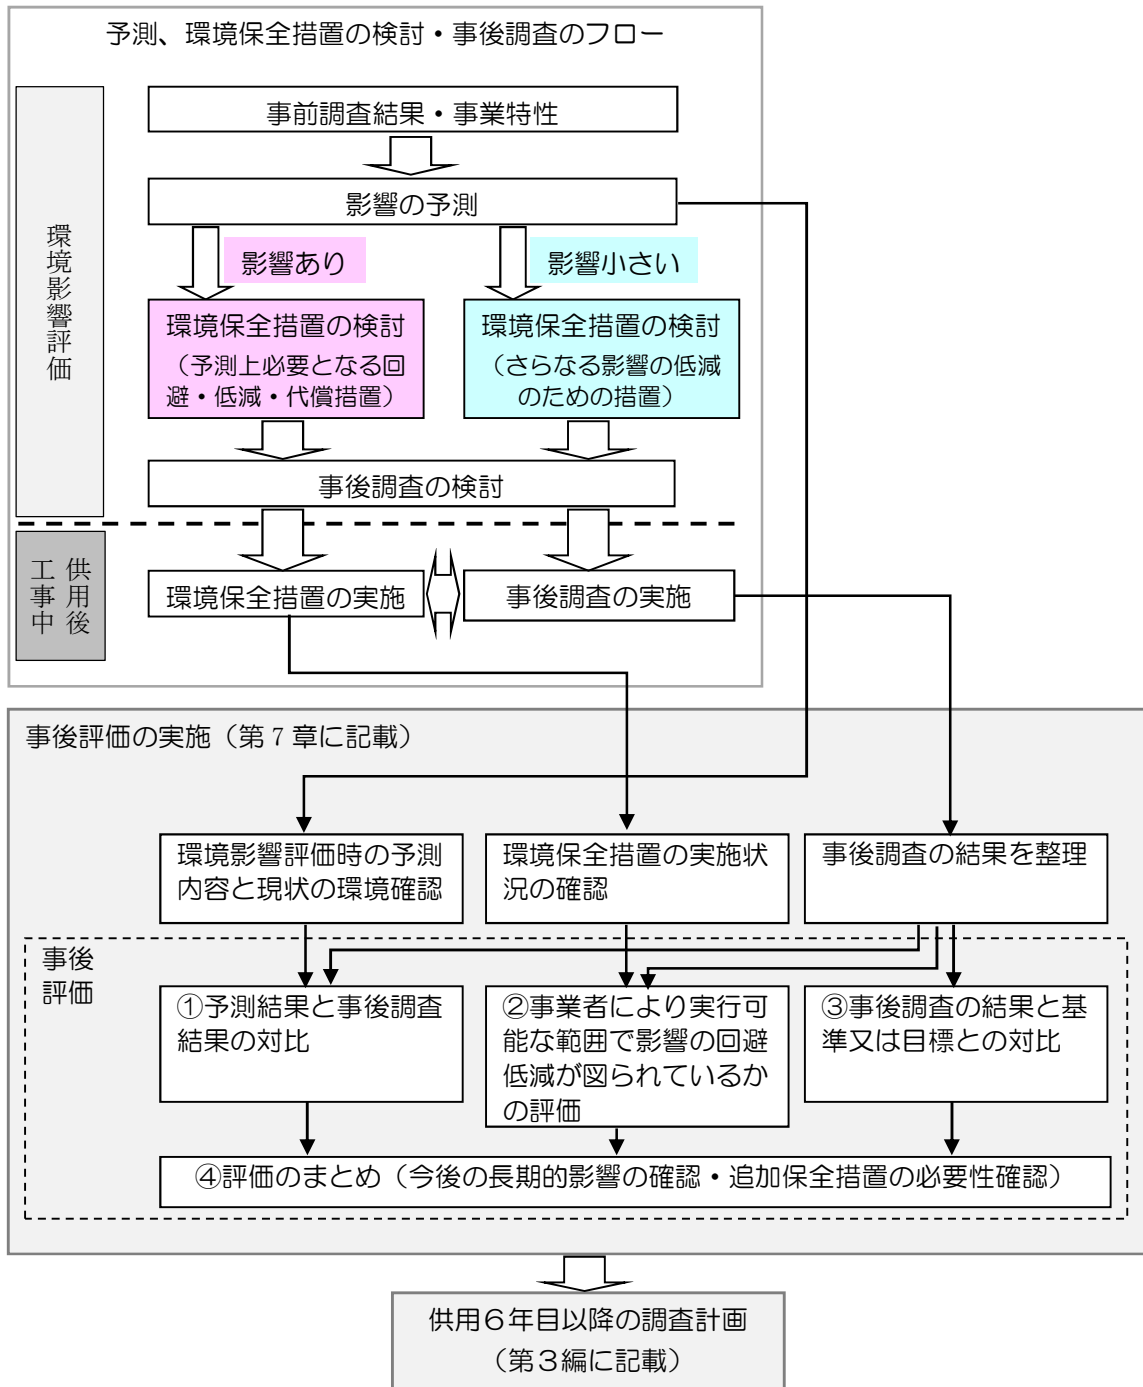 予測、環境保全措置の検討・事後調査のフロー
環境影響評価
事前調査結果・事業特性
影響の予測
影響あり
影響小さい
環境保全措置の検討
（予測上必要となる回
避・低減・代償措置）
環境保全措置の検討
（さらなる影響の低減
のための措置）
事後調査の検討
供用後
工事中
環境保全措置の実施
事後調査の実施
事後評価の実施（第７章に記載）
環境影響評価時の予測
内容と現状の環境確認
環境保全措置の実施状
況の確認
事後調査の結果を整理
事後
評価
①予測結果と事後調査
結果の対比
②事業者により実行可
能な範囲で影響の回避
低減が図られているか
の評価
③事後調査の結果と基
準又は目標との対比
④評価のまとめ（今後の長期的影響の確認・追加保全措置の必要性確認）
供用６年目以降の調査計画
（第３編に記載）